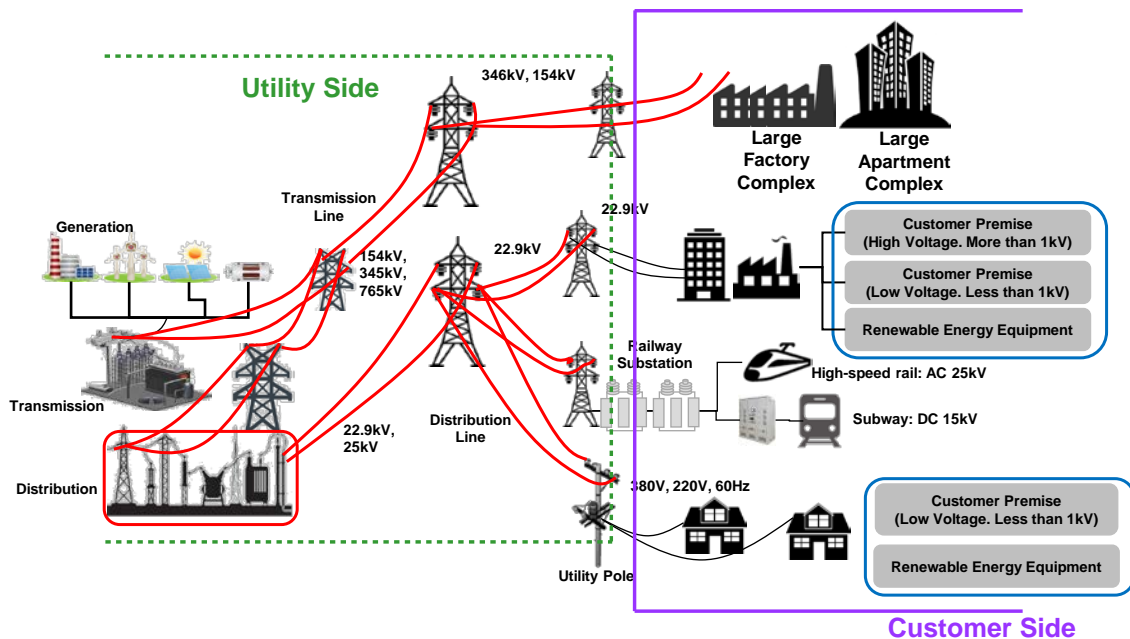 Utility Side
346kV, 154kV
Large
Factory
Complex
Large
Apartment
Complex
Transmission
Line
Generation
154kV,
345kV,
765kV
22.9kV
22.9kV
Customer Premise
(High Voltage. More than 1kV)
Customer Premise
(Low Voltage. Less than 1kV)
Renewable Energy Equipment
Railway
Substation
High-speed rail: AC 25kV
Transmission
Subway: DC 15kV
22.9kV,
25kV
Distribution
Line
Distribution
380V, 220V, 60Hz
Customer Premise
(Low Voltage. Less than 1kV)
Renewable Energy Equipment
Utility Pole
Customer Side